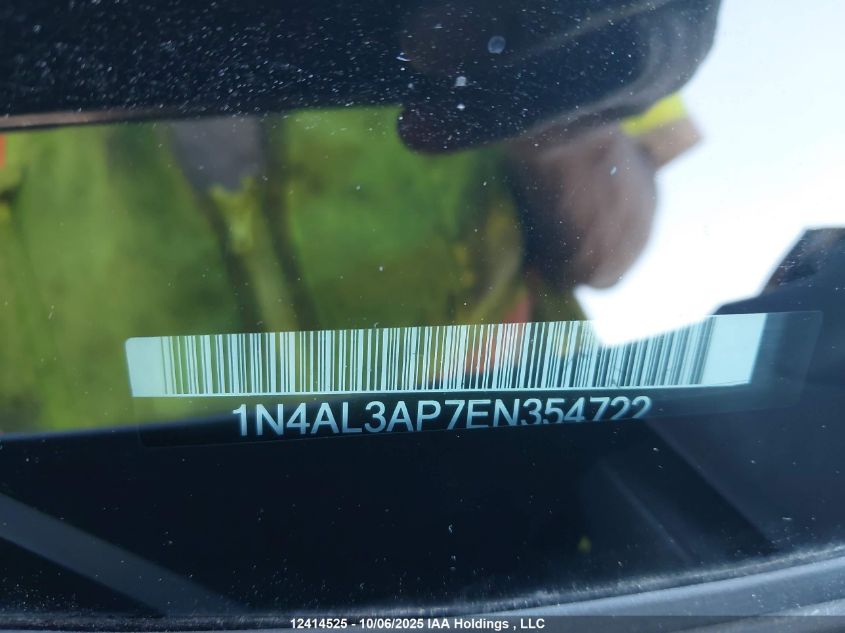 1N4AL3AP7EN354722
12414525 - 10/06/2025 IAA Holdings , LLC